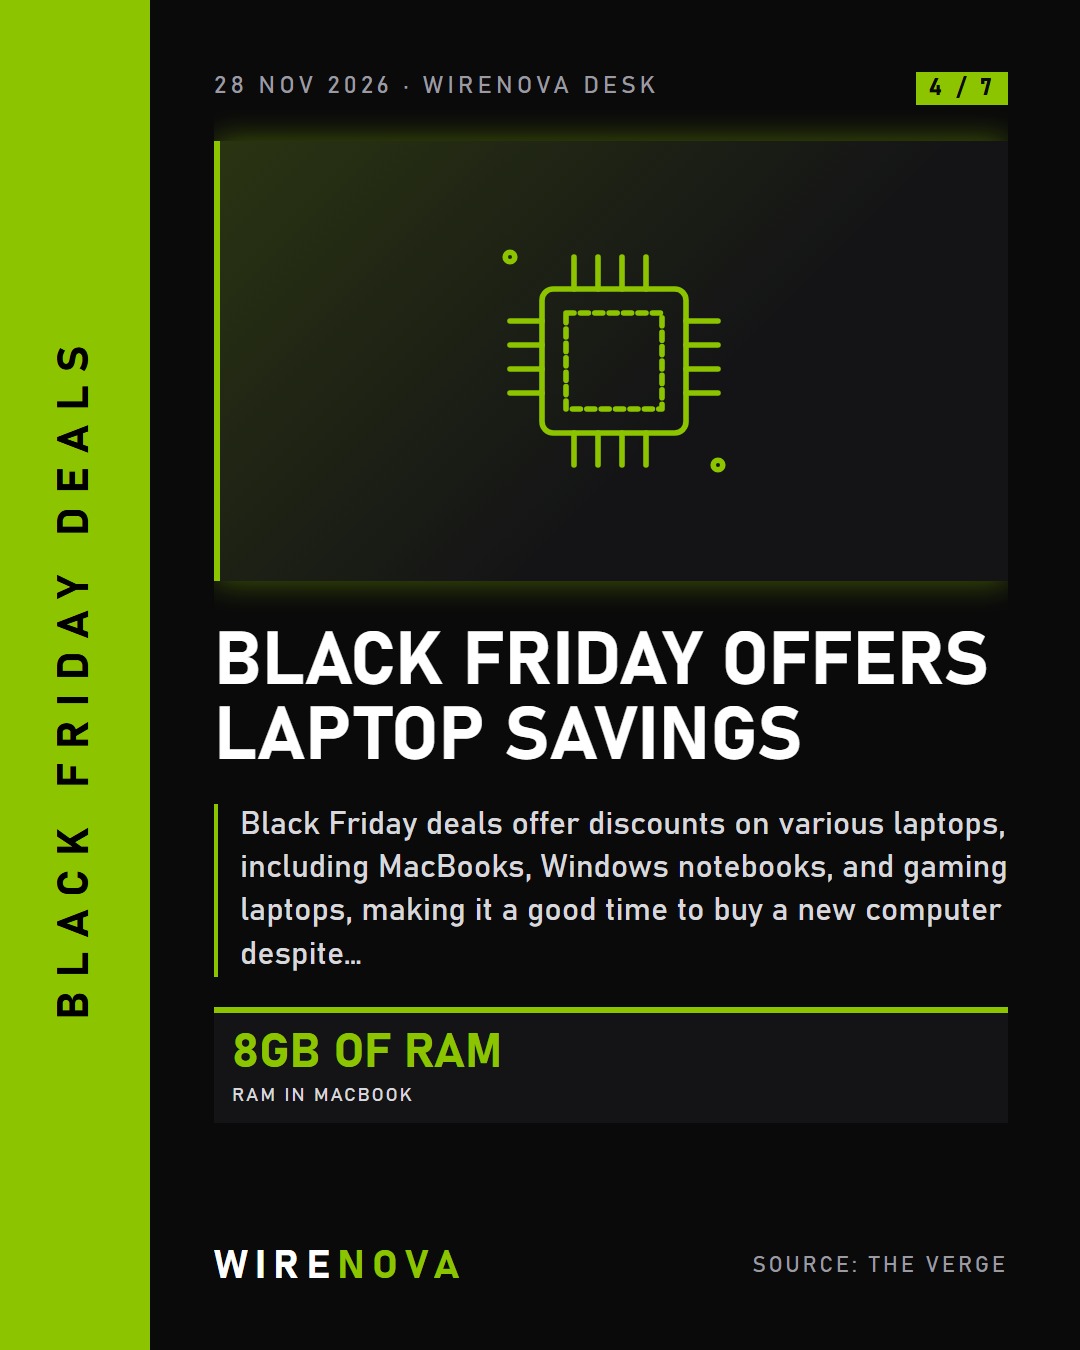 BLACK FRIDAY DEALS
28 NOV 2026 · WIRENOVA DESK
4 / 7
BLACK FRIDAY OFFERS
LAPTOP SAVINGS
Black Friday deals offer discounts on various laptops,
including MacBooks, Windows notebooks, and gaming
laptops, making it a good time to buy a new computer
despite…
8GB OF RAM
RAM IN MACBOOK
WIRENOVA
SOURCE: THE VERGE